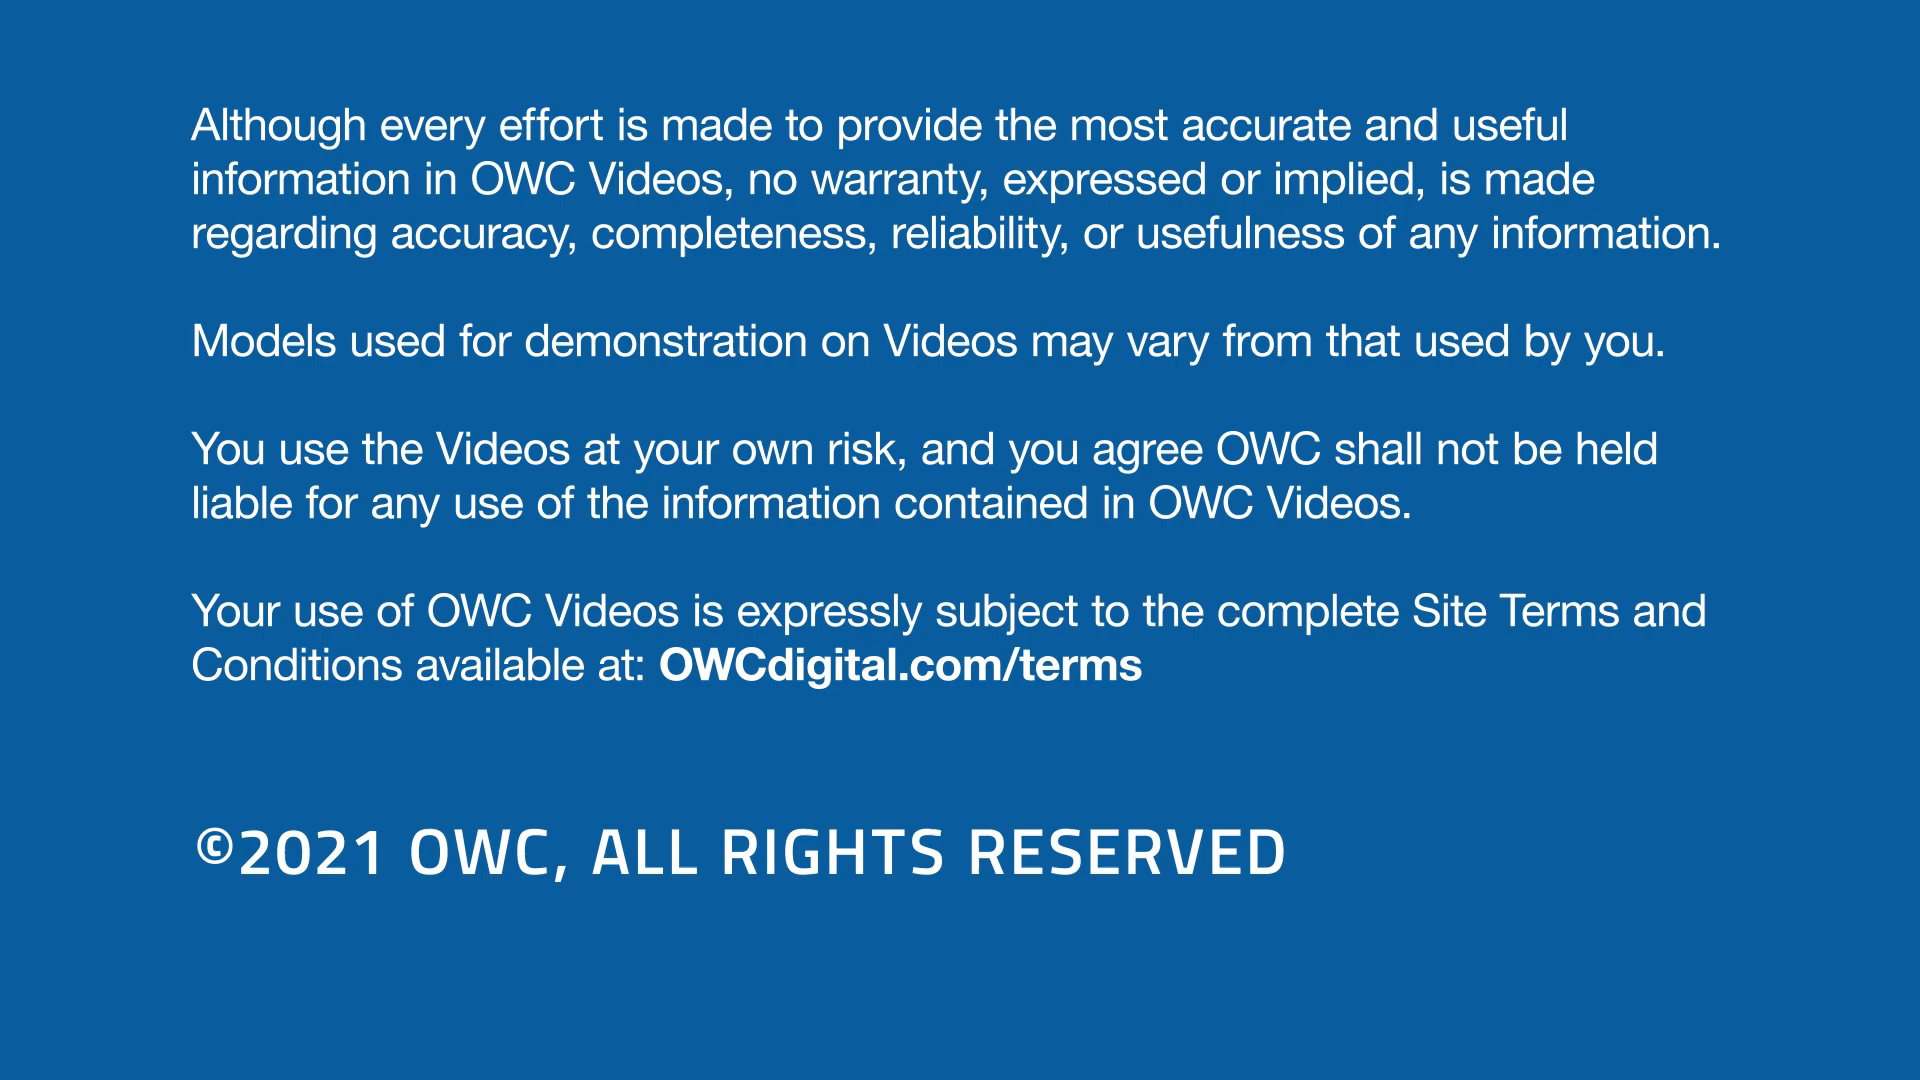 Although every effort is made to provide the most accurate and useful
information in OWC Videos, no warranty, expressed or implied, is made
regarding accuracy, completeness, reliability, or usefulness of any information.
Models used for demonstration on Videos may vary from that used by you.
You use the Videos at your own risk, and you agree OWC shall not be held
liable for any use of the information contained in OWC Videos.
Your use of OWC Videos is expressly subject to the complete Site Terms and
Conditions available at: OWCdigital.com/terms
©2021 OWC, ALL RIGHTS RESERVED